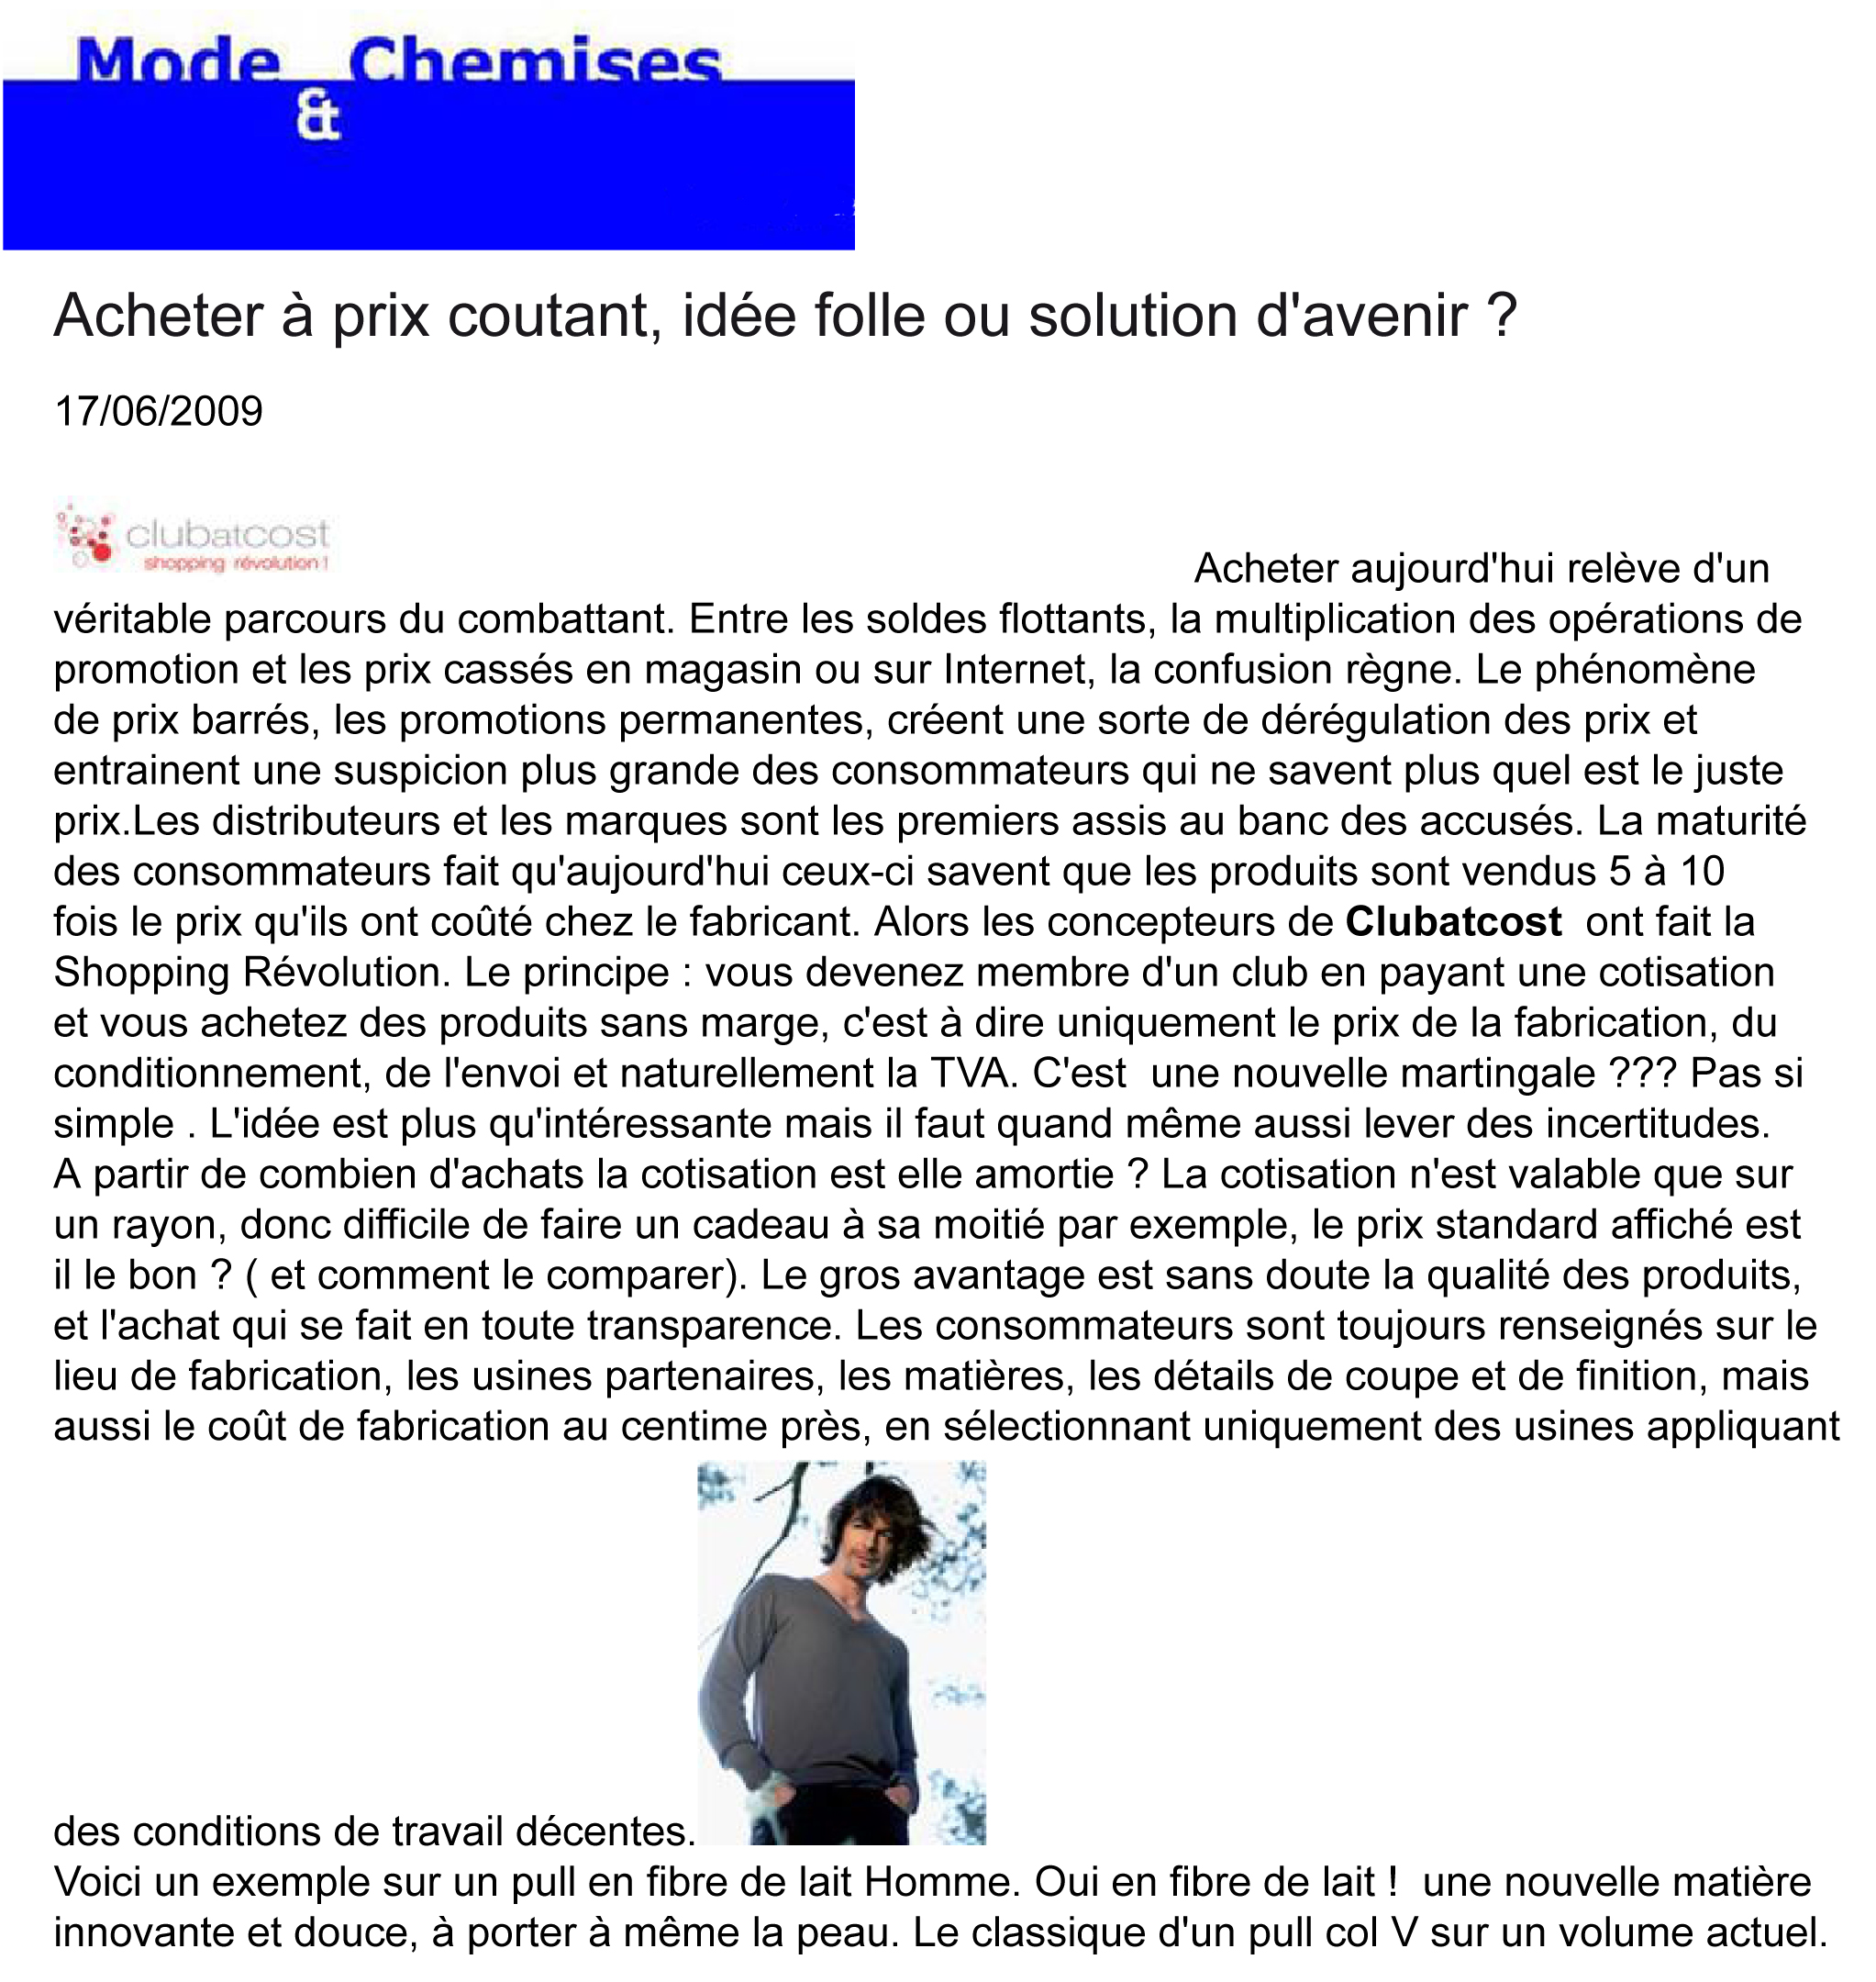 Mode & Chemises
Acheter à prix coutant, idée folle ou solution d'avenir ?
17/06/2009
clubatcost
shopping révolution !
Acheter aujourd'hui relève d'un
véritable parcours du combattant. Entre les soldes flottants, la multiplication des opérations de
promotion et les prix cassés en magasin ou sur Internet, la confusion règne. Le phénomène
de prix barrés, les promotions permanentes, créent une sorte de dérégulation des prix et
entrainent une suspicion plus grande des consommateurs qui ne savent plus quel est le juste
prix.Les distributeurs et les marques sont les premiers assis au banc des accusés. La maturité
des consommateurs fait qu'aujourd'hui ceux-ci savent que les produits sont vendus 5 à 10
fois le prix qu'ils ont coûté chez le fabricant. Alors les concepteurs de Clubatcost  ont fait la
Shopping Révolution. Le principe : vous devenez membre d'un club en payant une cotisation
et vous achetez des produits sans marge, c'est à dire uniquement le prix de la fabrication, du
conditionnement, de l'envoi et naturellement la TVA. C'est  une nouvelle martingale ??? Pas si
simple . L'idée est plus qu'intéressante mais il faut quand même aussi lever des incertitudes.
A partir de combien d'achats la cotisation est elle amortie ? La cotisation n'est valable que sur
un rayon, donc difficile de faire un cadeau à sa moitié par exemple, le prix standard affiché est
il le bon ? ( et comment le comparer). Le gros avantage est sans doute la qualité des produits,
et l'achat qui se fait en toute transparence. Les consommateurs sont toujours renseignés sur le
lieu de fabrication, les usines partenaires, les matières, les détails de coupe et de finition, mais
aussi le coût de fabrication au centime près, en sélectionnant uniquement des usines appliquant
des conditions de travail décentes.
Voici un exemple sur un pull en fibre de lait Homme. Oui en fibre de lait !  une nouvelle matière
innovante et douce, à porter à même la peau. Le classique d'un pull col V sur un volume actuel.